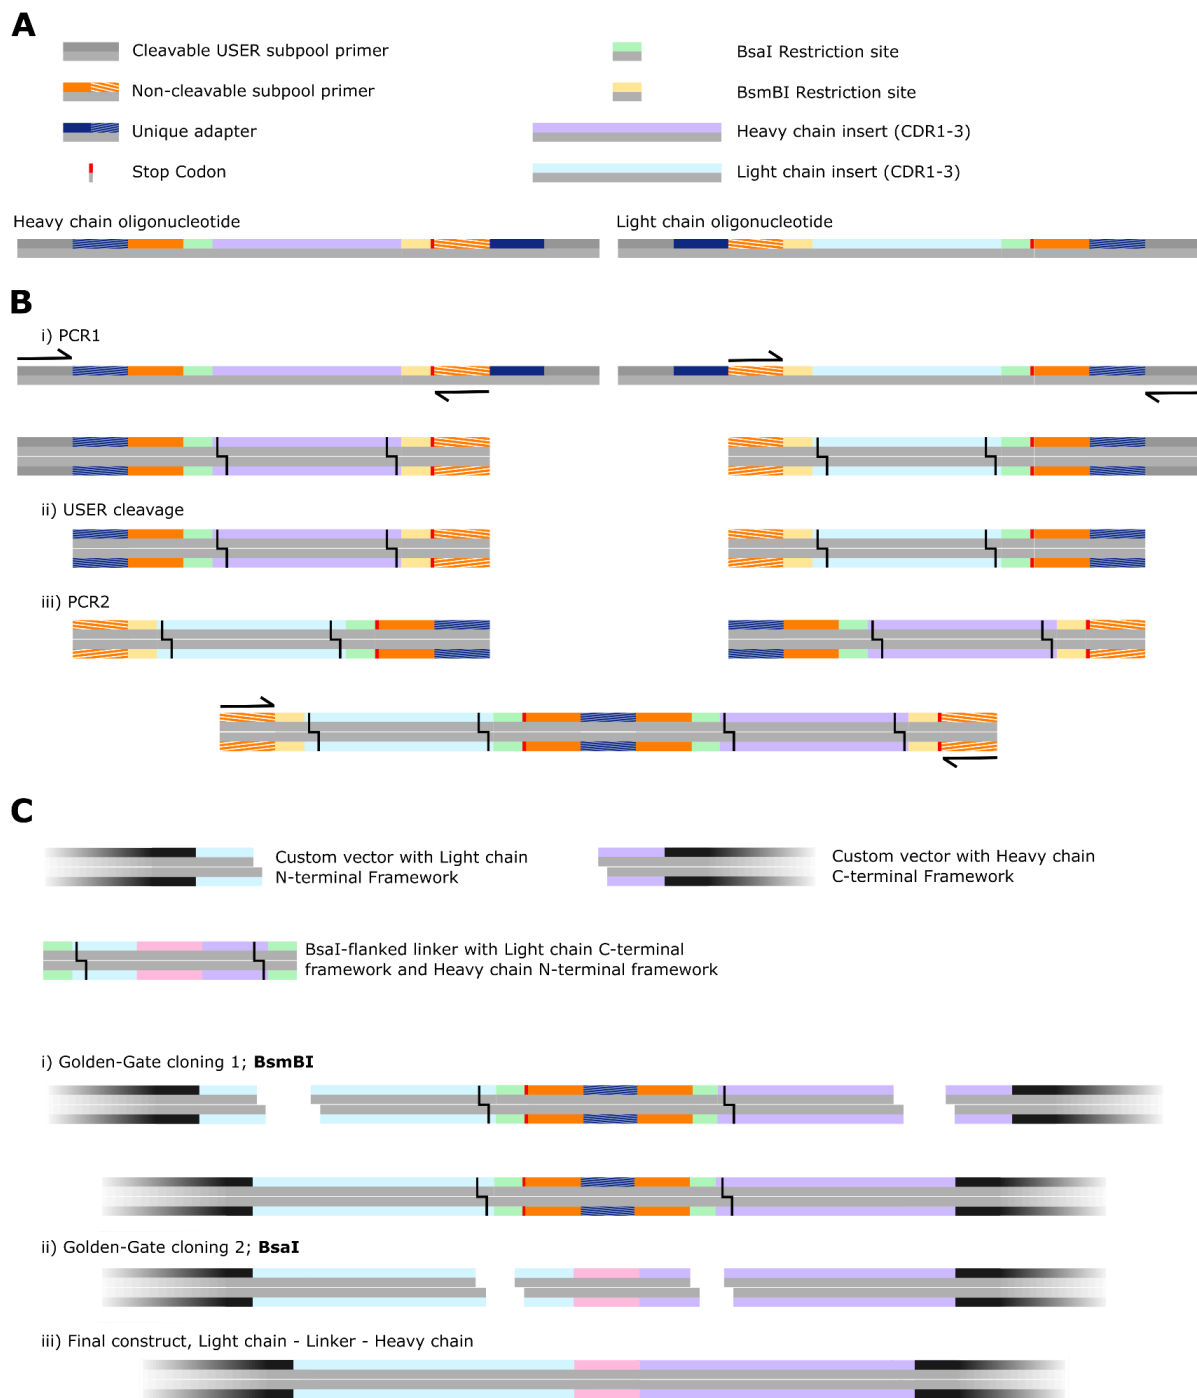 A
Cleavable USER subpool primer
BsaI Restriction site
Non-cleavable subpool primer
BsmBI Restriction site
Unique adapter
Heavy chain insert (CDR1-3)
Stop Codon
Light chain insert (CDR1-3)
Heavy chain oligonucleotide
Light chain oligonucleotide
B
i) PCR1
ii) USER cleavage
iii) PCR2
C
Custom vector with Light chain
N-terminal Framework
Custom vector with Heavy chain
C-terminal Framework
BsaI-flanked linker with Light chain C-terminal
framework and Heavy chain N-terminal framework
i) Golden-Gate cloning 1; BsmBI
ii) Golden-Gate cloning 2; BsaI
iii) Final construct, Light chain - Linker - Heavy chain